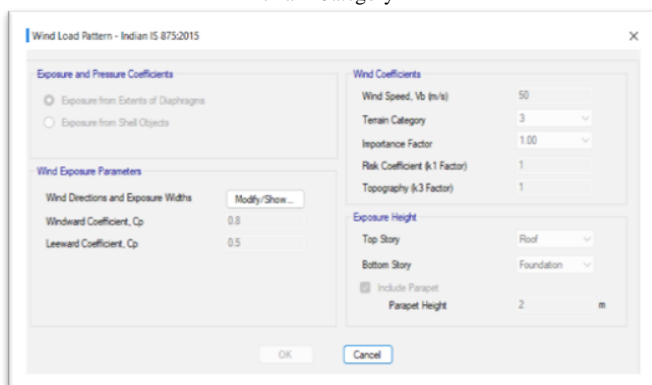 Wind Load Pattern - Indian IS 875:2015
Exposure and Pressure Coefficients
Exposure from Extents of Diaphragms
Exposure from Shell Objects
Wind Exposure Parameters
Wind Directions and Exposure Widths Modify/Show...
Windward Coefficient, Cp 0.8
Leeward Coefficient, Cp 0.5
Wind Coefficients
Wind Speed, Vb (m/s) 50
Terrain Category 3
Importance Factor 1.00
Risk Coefficient (k1 Factor) 1
Topography (k3 Factor) 1
Exposure Height
Top Story Roof
Bottom Story Foundation
Include Parapet
Parapet Height 2 m
OK Cancel